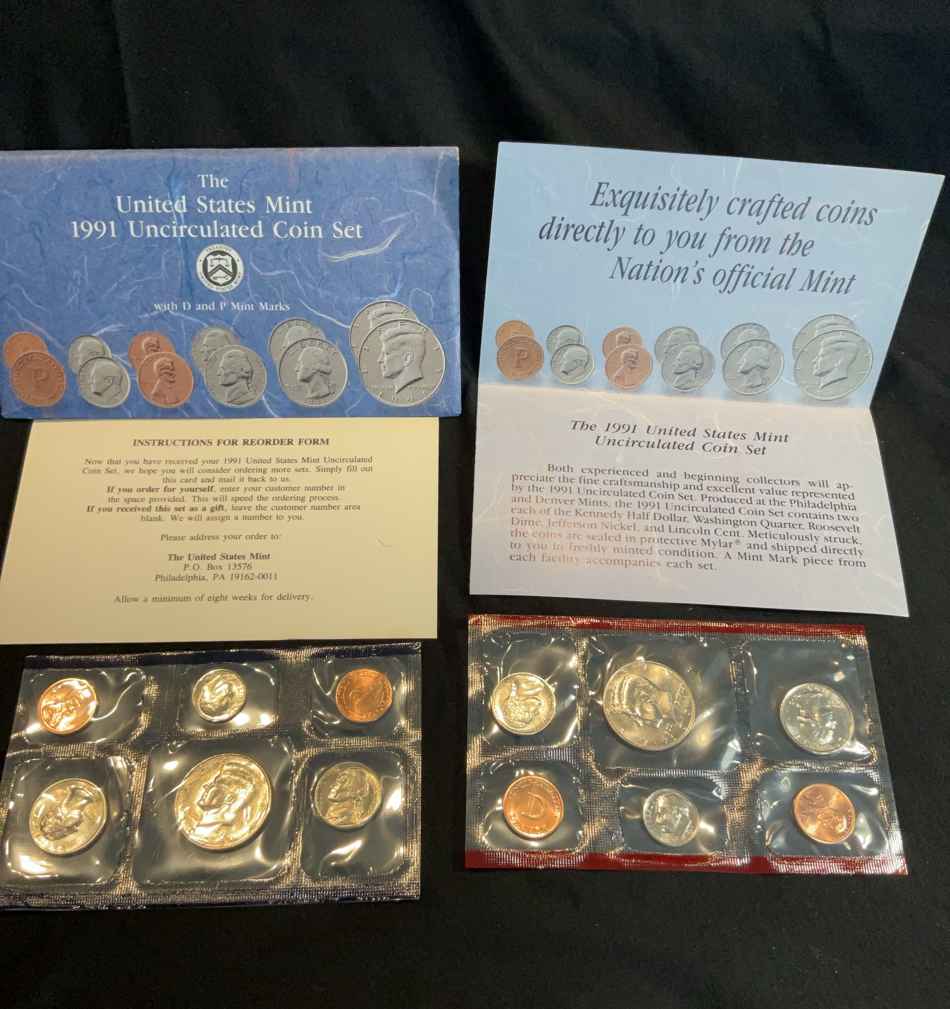 The
United States Mint
1991 Uncirculated Coin Set
with D and P Mint Marks
Exquisitely crafted coins
directly to you from the
Nation's official Mint
INSTRUCTIONS FOR REORDER FORM
Now that you have received your 1991 United States Mint Uncirculated
Coin Set, we hope you will consider ordering more sets. Simply fill out
this card and mail it back to us.
If you order for yourself, enter your customer number in
the space provided. This will speed the ordering process.
If you received this set as a gift, leave the customer number area
blank. We will assign a number to you.
Please address your order to:
The United States Mint
P.O. Box 13576
Philadelphia, PA 19162-0011
Allow a minimum of eight weeks for delivery.
The 1991 United States Mint
Uncirculated Coin Set
Both experienced and beginning collectors will ap-
preciate the fine craftsmanship and excellent value represented
by the 1991 Uncirculated Coin Set. Produced at the Philadelphia
and Denver Mints, the 1991 Uncirculated Coin Set contains two
each of the Kennedy Half Dollar, Washington Quarter, Roosevelt
Dime, Jefferson Nickel, and Lincoln Cent. Meticulously struck,
the coins are sealed in protective Mylar® and shipped directly
to you in freshly minted condition. A Mint Mark piece from
each facility accompanies each set.
P
P
D